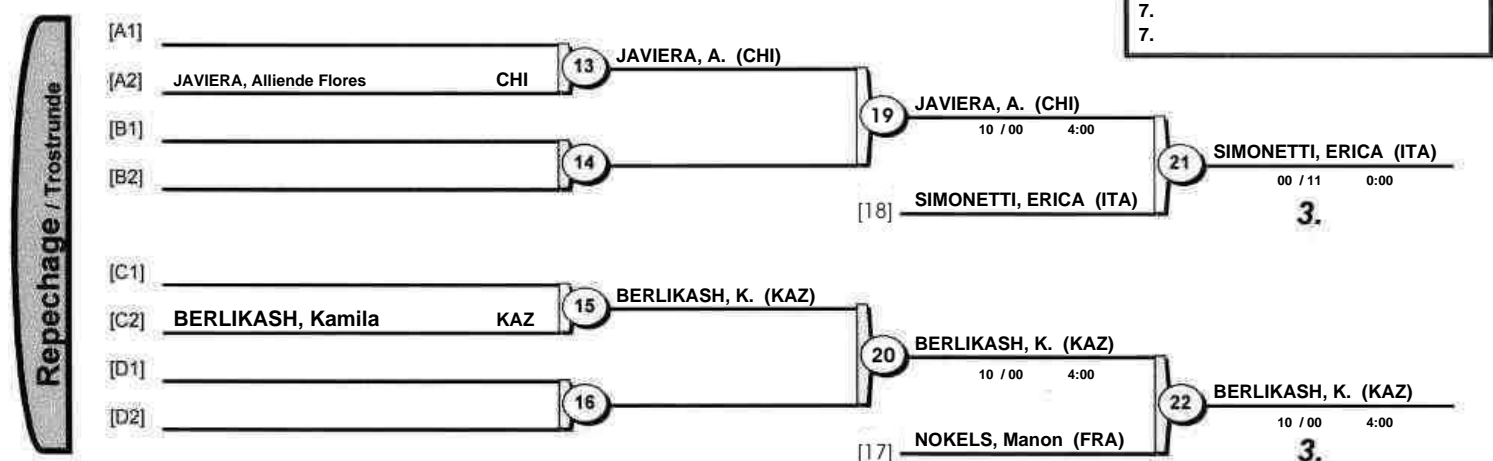 7.
7.
Repechage / Trostrunde
[A1]
[A2] JAVIERA, Alliende Flores CHI
13
JAVIERA, A. (CHI)
[B1]
[B2]
14
19
JAVIERA, A. (CHI)
10 / 00 4:00
[18] SIMONETTI, ERICA (ITA)
21
SIMONETTI, ERICA (ITA)
00 / 11 0:00
3.
[C1]
[C2] BERLIKASH, Kamila KAZ
15
BERLIKASH, K. (KAZ)
[D1]
[D2]
16
20
BERLIKASH, K. (KAZ)
10 / 00 4:00
[17] NOKELS, Manon (FRA)
22
BERLIKASH, K. (KAZ)
10 / 00 4:00
3.